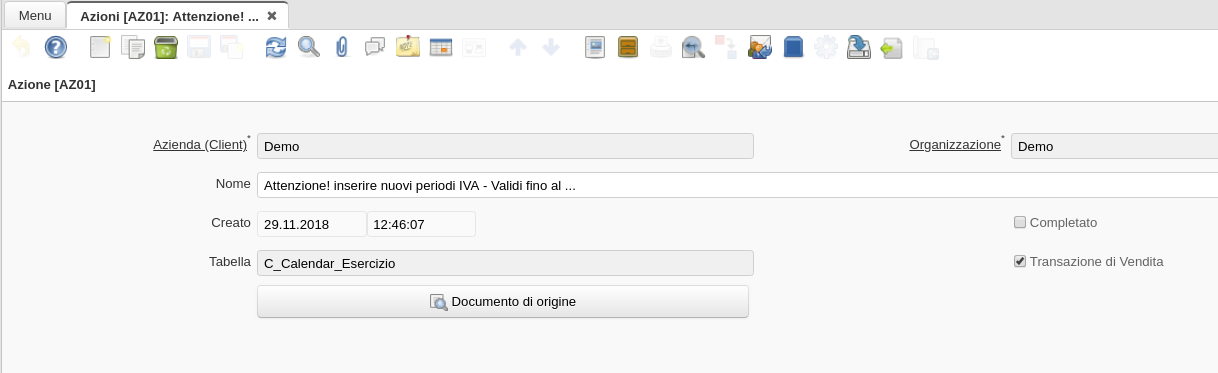 Menu Azioni [AZ01]: Attenzione! ...
Azione [AZ01]
Azienda (Client)* Demo Organizzazione* Demo
Nome Attenzione! inserire nuovi periodi IVA - Validi fino al ...
Creato 29.11.2018 12:46:07 Completato
Tabella C_Calendar_Esercizio Transazione di Vendita
Documento di origine